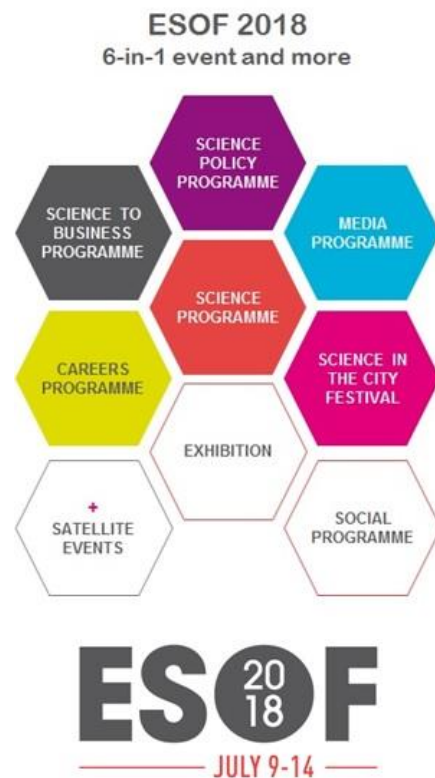 ESOF 2018
6-in-1 event and more
SCIENCE
POLICY
PROGRAMME
SCIENCE TO
BUSINESS
PROGRAMME
MEDIA
PROGRAMME
SCIENCE
PROGRAMME
CAREERS
PROGRAMME
SCIENCE IN
THE CITY
FESTIVAL
EXHIBITION
+
SATELLITE
EVENTS
SOCIAL
PROGRAMME
ESOF
20
18
JULY 9-14